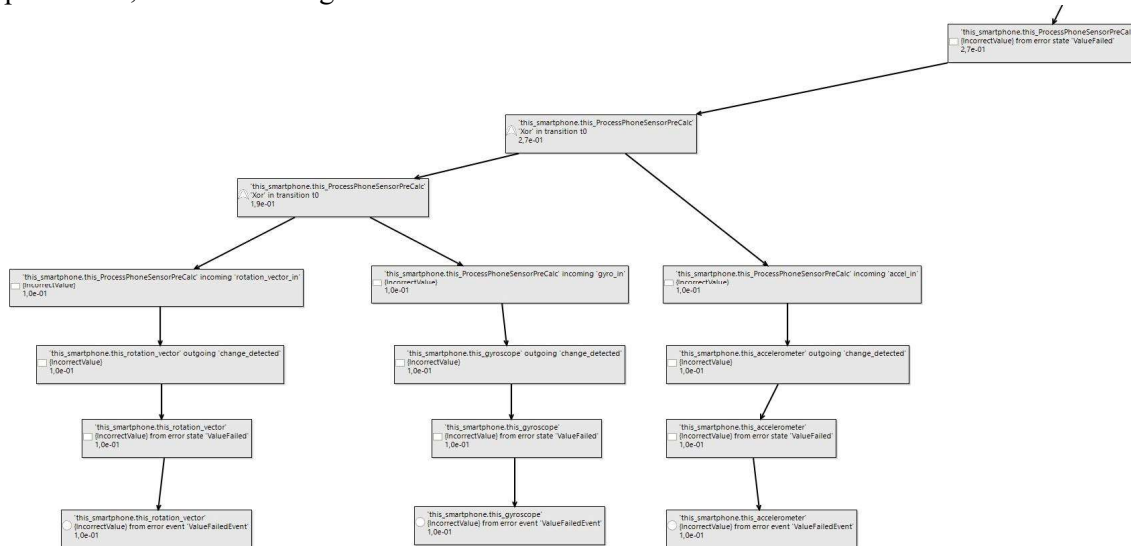 'this_smartphone.this_ProcessPhoneSensorPreCal
{IncorrectValue} from error state 'ValueFailed'
2,7e-01
'this_smartphone.this_ProcessPhoneSensorPreCalc'
'Xor' in transition t0
2,7e-01
'this_smartphone.this_ProcessPhoneSensorPreCalc'
'Xor' in transition t0
1,9e-01
'this_smartphone.this_ProcessPhoneSensorPreCalc' incoming 'rotation_vector_in'
{IncorrectValue}
1,0e-01
'this_smartphone.this_ProcessPhoneSensorPreCalc' incoming 'gyro_in'
{IncorrectValue}
1,0e-01
'this_smartphone.this_ProcessPhoneSensorPreCalc' incoming 'accel_in'
{IncorrectValue}
1,0e-01
'this_smartphone.this_rotation_vector' outgoing 'change_detected'
{IncorrectValue}
1,0e-01
'this_smartphone.this_gyroscope' outgoing 'change_detected'
{IncorrectValue}
1,0e-01
'this_smartphone.this_accelerometer' outgoing 'change_detected'
{IncorrectValue}
1,0e-01
'this_smartphone.this_rotation_vector'
{IncorrectValue} from error state 'ValueFailed'
1,0e-01
'this_smartphone.this_gyroscope'
{IncorrectValue} from error state 'ValueFailed'
1,0e-01
'this_smartphone.this_accelerometer'
{IncorrectValue} from error state 'ValueFailed'
1,0e-01
'this_smartphone.this_rotation_vector'
{IncorrectValue} from error event 'ValueFailedEvent'
1,0e-01
'this_smartphone.this_gyroscope'
{IncorrectValue} from error event 'ValueFailedEvent'
1,0e-01
'this_smartphone.this_accelerometer'
{IncorrectValue} from error event 'ValueFailedEvent'
1,0e-01